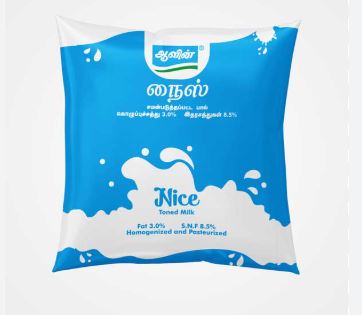 ஆவின்®
நைஸ்
சமன்படுத்தப்பட்ட பால்
கொழுப்புச்சத்து 3.0% இதரசத்துகள் 8.5%
Nice
Toned Milk
Fat 3.0% S.N.F 8.5%
Homogenized and Pasteurized